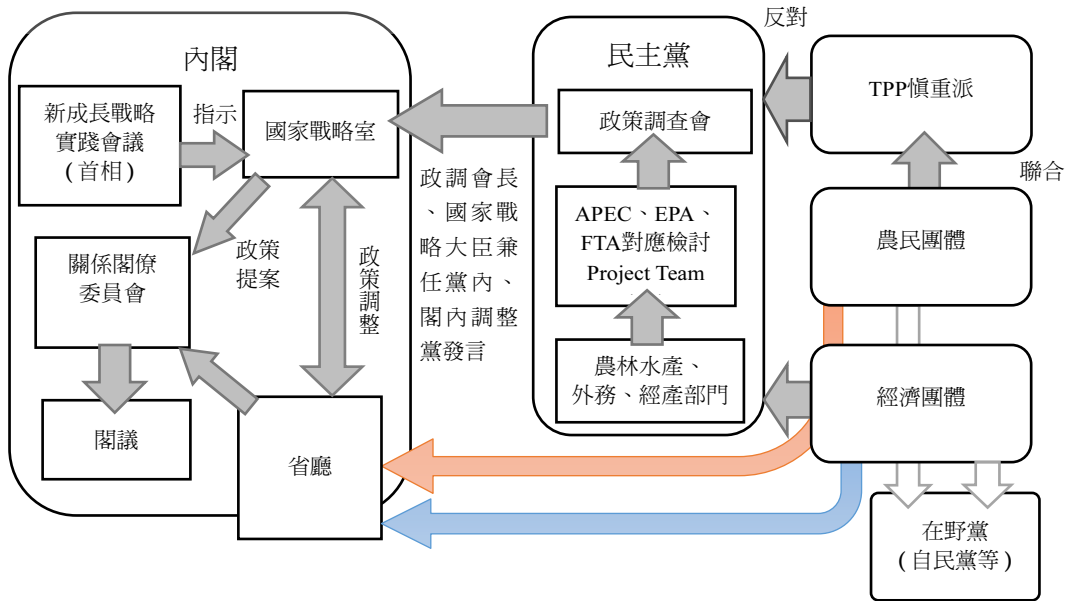 內閣
新成長戰略
實踐會議
(首相)
指示
國家戰略室
關係閣僚
委員會
政策
提案
政策調整
閣議
省廳
政調會長
、國家戰
略大臣兼
任黨內、
閣內調整
黨發言
民主黨
政策調查會
APEC、EPA、
FTA對應檢討
Project Team
農林水產、
外務、經產部門
反對
TPP慎重派
聯合
農民團體
經濟團體
在野黨
(自民黨等)